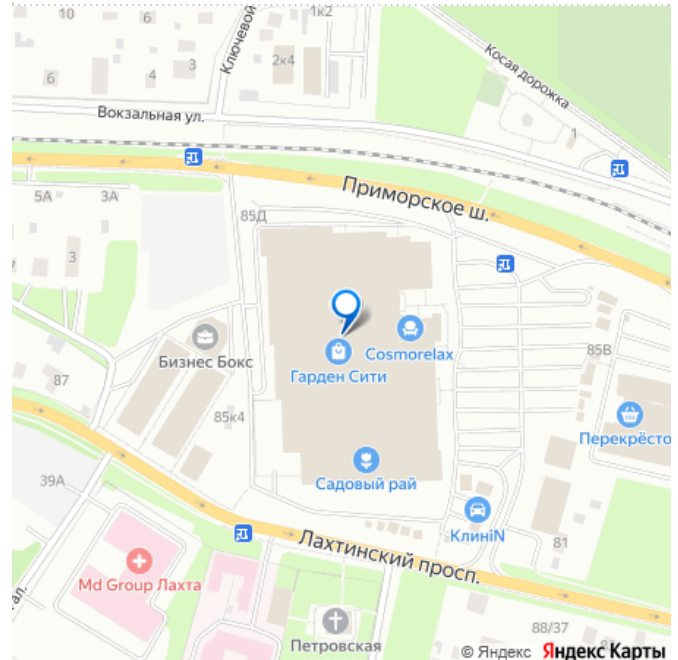 10
6
1к2
Ключевой
6
4
3
2к4
Косая дорожка
Вокзальная ул.
1
5А
3А
Приморское ш.
85Д
3
Бизнес Бокс
Cosmorelax
Гарден Сити
85В
87
85к4
Перекрёсто
39А
Садовый рай
КлинiN
81
Лахтинский просп.
Md Group Лахта
ал.
Петровская
88/37
© Яндекс Яндекс Карты